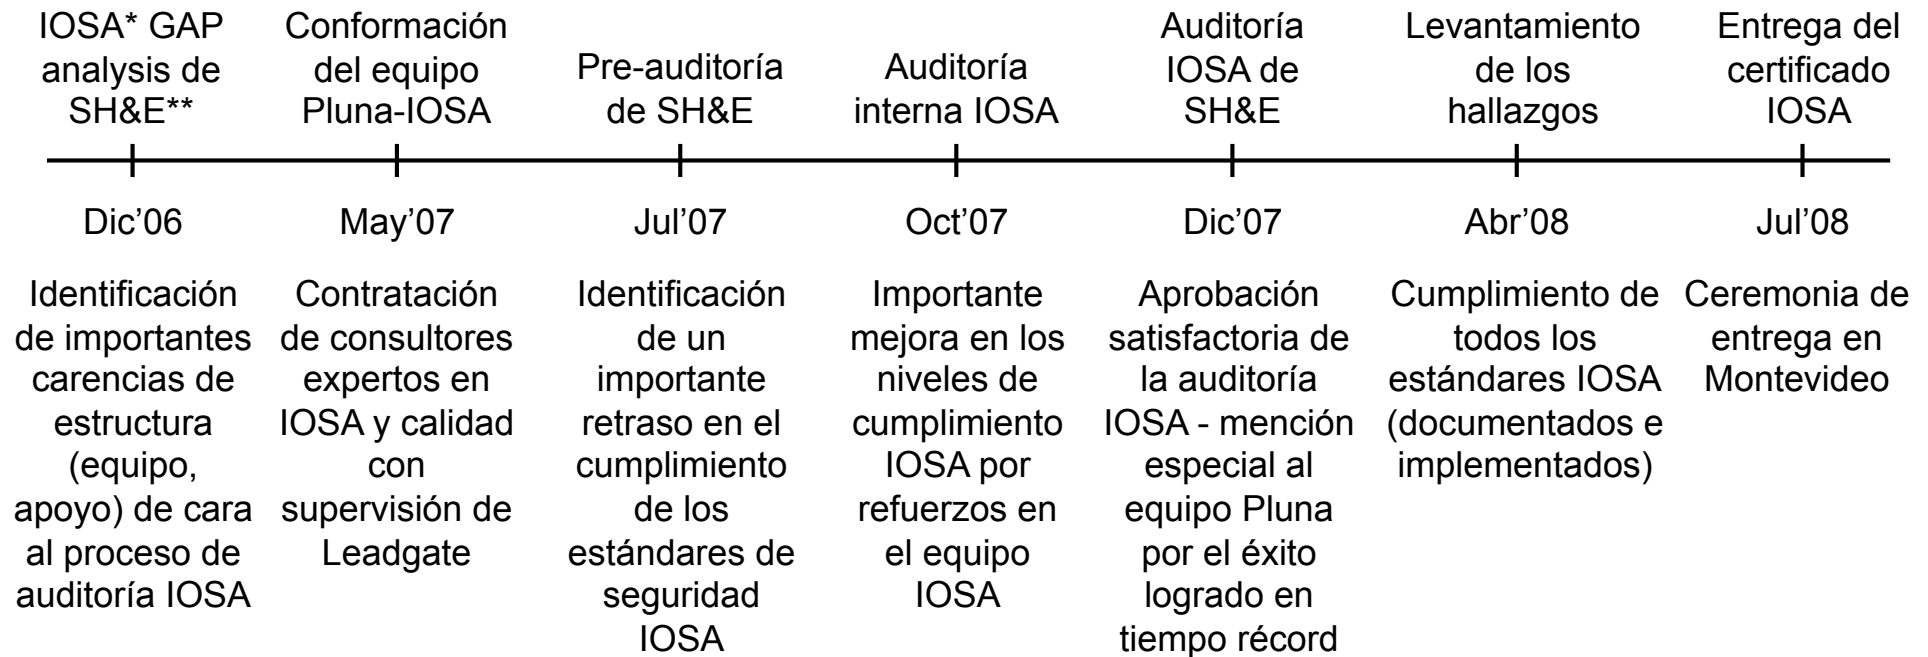 IOSA* GAP
analysis de
SH&E**
Conformación
del equipo
Pluna-IOSA
Pre-auditoría
de SH&E
Auditoría
interna IOSA
Auditoría
IOSA de
SH&E
Levantamiento
de los
hallazgos
Entrega del
certificado
IOSA
Dic’06
May’07
Jul’07
Oct’07
Dic’07
Abr’08
Jul’08
Identificación
de importantes
carencias de
estructura
(equipo,
apoyo) de cara
al proceso de
auditoría IOSA
Contratación
de consultores
expertos en
IOSA y calidad
con
supervisión de
Leadgate
Identificación
de un
importante
retraso en el
cumplimiento
de los
estándares de
seguridad
IOSA
Importante
mejora en los
niveles de
cumplimiento
IOSA por
refuerzos en
el equipo
IOSA
Aprobación
satisfactoria de
la auditoría
IOSA - mención
especial al
equipo Pluna
por el éxito
logrado en
tiempo récord
Cumplimiento de
todos los
estándares IOSA
(documentados e
implementados)
Ceremonia de
entrega en
Montevideo